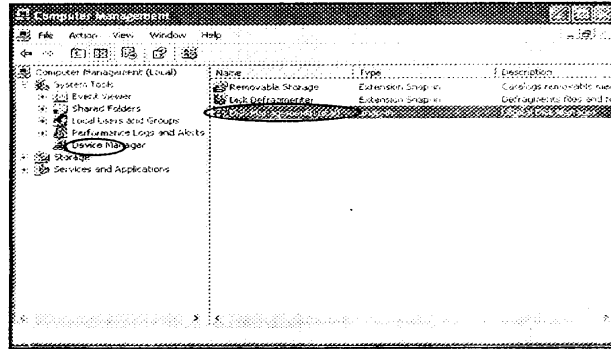 Computer Management
File Action View Window Help
Computer Management (Local)
System Tools
Event Viewer
Shared Folders
Local Users and Groups
Performance Logs and Alerts
Device Manager
Storage
Services and Applications
Name Type Description
Removable Storage Extension Snap-in Catalogs removable
Disk Defragmenter Extension Snap-in Defragments files and